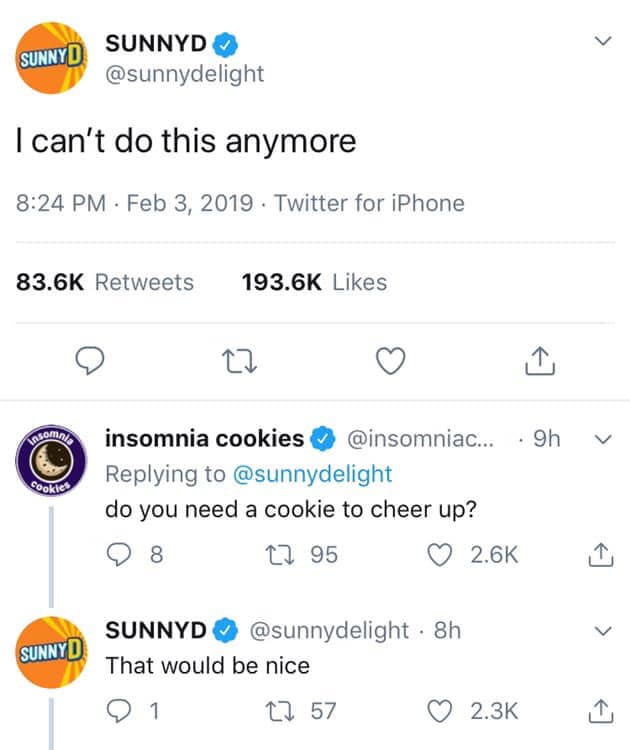 SUNNYD
SUNNYD
@sunnydelight
I can't do this anymore
8:24 PM · Feb 3, 2019 · Twitter for iPhone
83.6K Retweets 193.6K Likes
insomnia
cookies
insomnia cookies @insomniac... · 9h
Replying to @sunnydelight
do you need a cookie to cheer up?
8 95 2.6K
SUNNYD
SUNNYD @sunnydelight · 8h
That would be nice
1 57 2.3K